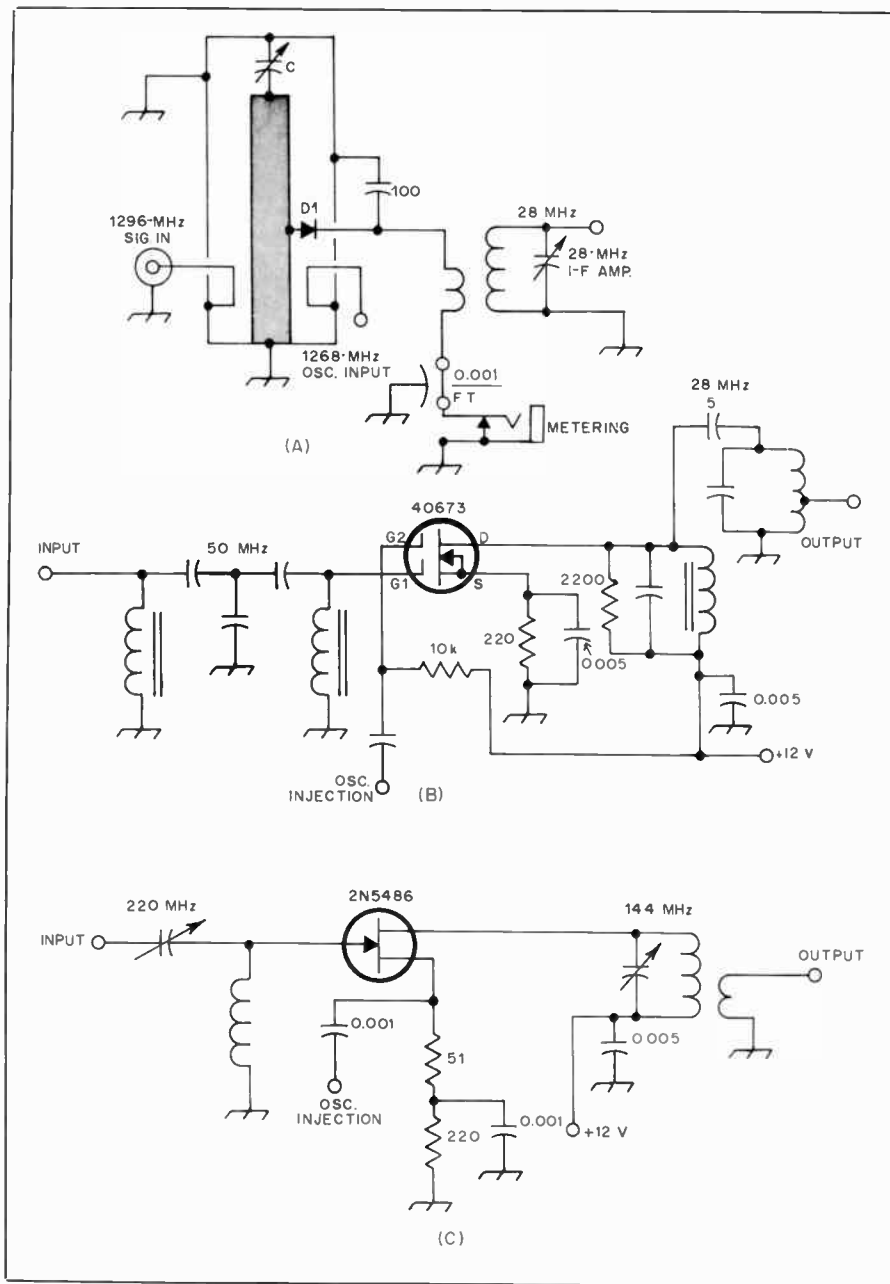 C
100
D1
1296-MHz
SIG IN
28 MHz
28-MHz
I-F AMP.
1268-MHz
OSC. INPUT
0.001
FT
METERING
(A)
28 MHz
5
40673
G2
D
INPUT
50 MHz
G1
S
OUTPUT
2200
220
0.005
10k
0.005
+12 V
OSC.
INJECTION
(B)
2N5486
220 MHz
144 MHz
INPUT
OUTPUT
0.001
0.005
51
OSC.
INJECTION
0.001
220
+12 V
(C)